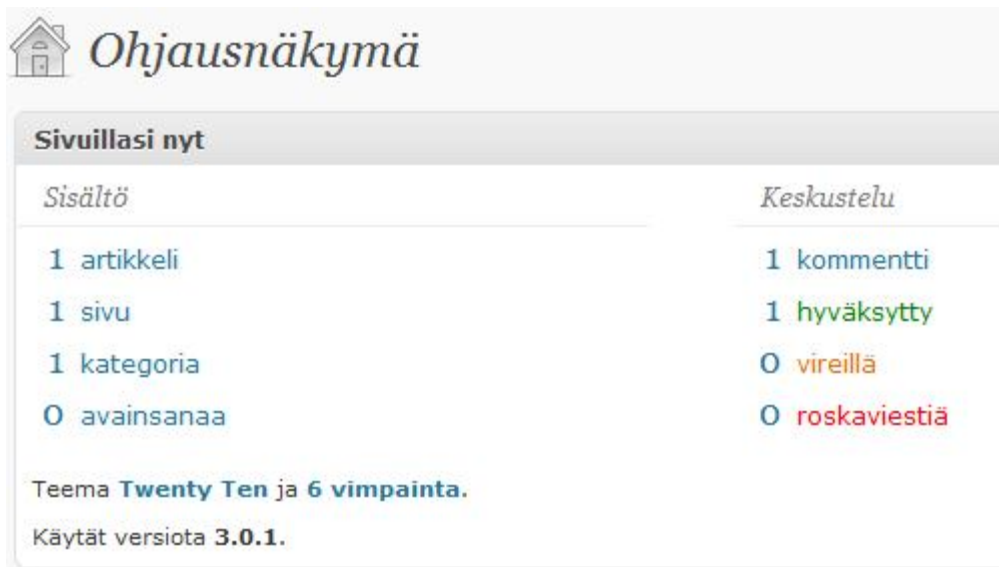 Ohjausnäkymä
Sivuillasi nyt
Sisältö
1 artikkeli
1 sivu
1 kategoria
0 avainsanaa
Keskustelu
1 kommentti
1 hyväksytty
0 vireillä
0 roskaviestiä
Teema Twenty Ten ja 6 vimpainta.
Käytät versiota 3.0.1.